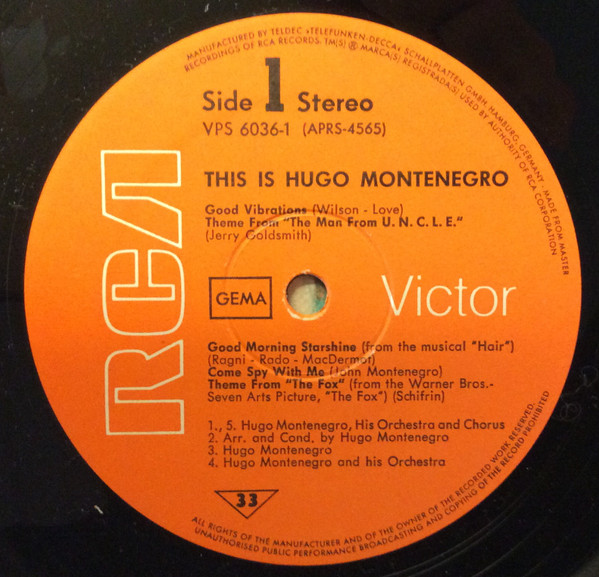 MANUFACTURED BY TELDEC »TELEFUNKEN-DECCA« SCHALLPLATTEN GMBH, HAMBURG, GERMANY · MADE FROM MASTER
RECORDINGS OF RCA RECORDS, TM(S) ® MARCA(S) REGISTRADA(S) USED BY AUTHORITY OF RCA CORPORATION
Side 1 Stereo
VPS 6036-1 (APRS-4565)
RCA
THIS IS HUGO MONTENEGRO
Good Vibrations (Wilson - Love)
Theme From "The Man From U. N. C. L. E."
(Jerry Goldsmith)
GEMA
Victor
Good Morning Starshine (from the musical "Hair")
(Ragni - Rado - MacDermot)
Come Spy With Me (John Montenegro)
Theme From "The Fox" (from the Warner Bros.-
Seven Arts Picture, "The Fox") (Schifrin)
1., 5. Hugo Montenegro, His Orchestra and Chorus
2. Arr. and Cond. by Hugo Montenegro
3. Hugo Montenegro
4. Hugo Montenegro and his Orchestra
33
ALL RIGHTS OF THE MANUFACTURER AND OF THE OWNER OF THE RECORDED WORK RESERVED.
UNAUTHORISED PUBLIC PERFORMANCE BROADCASTING AND COPYING OF THE RECORD PROHIBITED